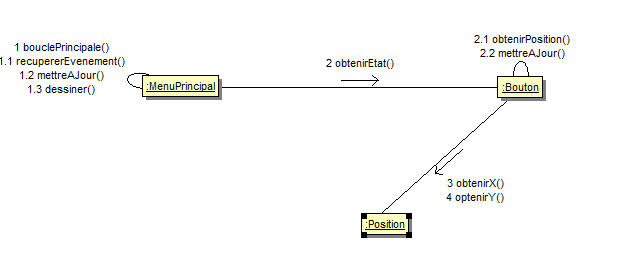 1 bouclePrincipale()
1.1 recupererEvenement()
1.2 mettreAJour()
1.3 dessiner()
:MenuPrincipal
2 obtenirEtat()
2.1 obtenirPosition()
2.2 mettreAJour()
:Bouton
3 obtenirX()
4 optenirY()
:Position